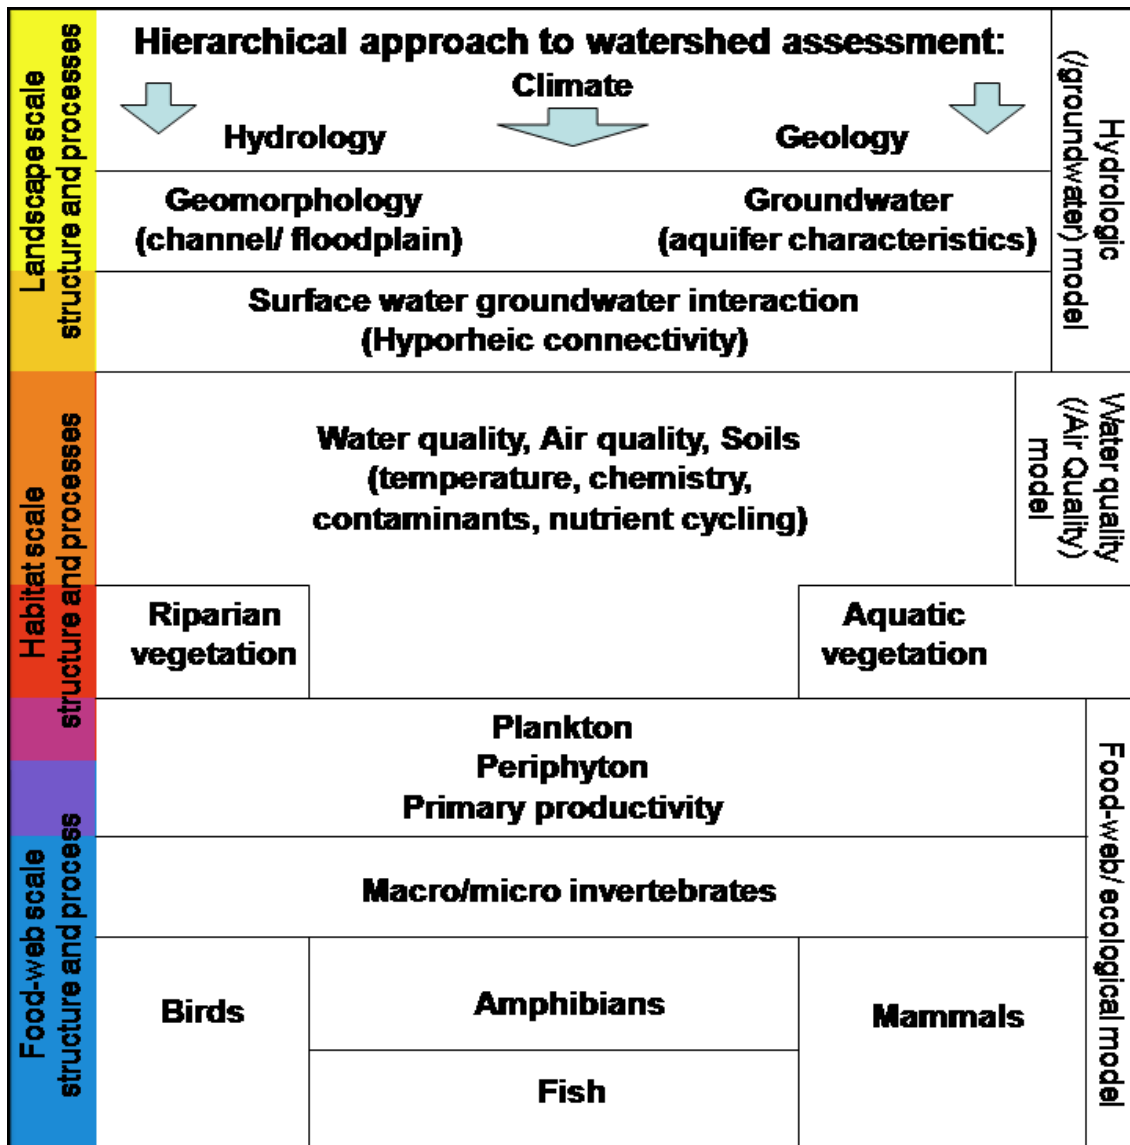 Hierarchical approach to watershed assessment:
Climate
Hydrology
Geology
Geomorphology
(channel/ floodplain)
Groundwater
(aquifer characteristics)
Surface water groundwater interaction
(Hyporheic connectivity)
Water quality, Air quality, Soils
(temperature, chemistry,
contaminants, nutrient cycling)
Riparian
vegetation
Aquatic
vegetation
Plankton
Periphyton
Primary productivity
Macro/micro invertebrates
Birds
Amphibians
Mammals
Fish
Landscape scale
structure and processes
Habitat scale
structure and processes
Food-web scale
structure and process
Hydrologic
(/groundwater) model
Water quality
(/Air Quality)
model
Food-web/ ecological model